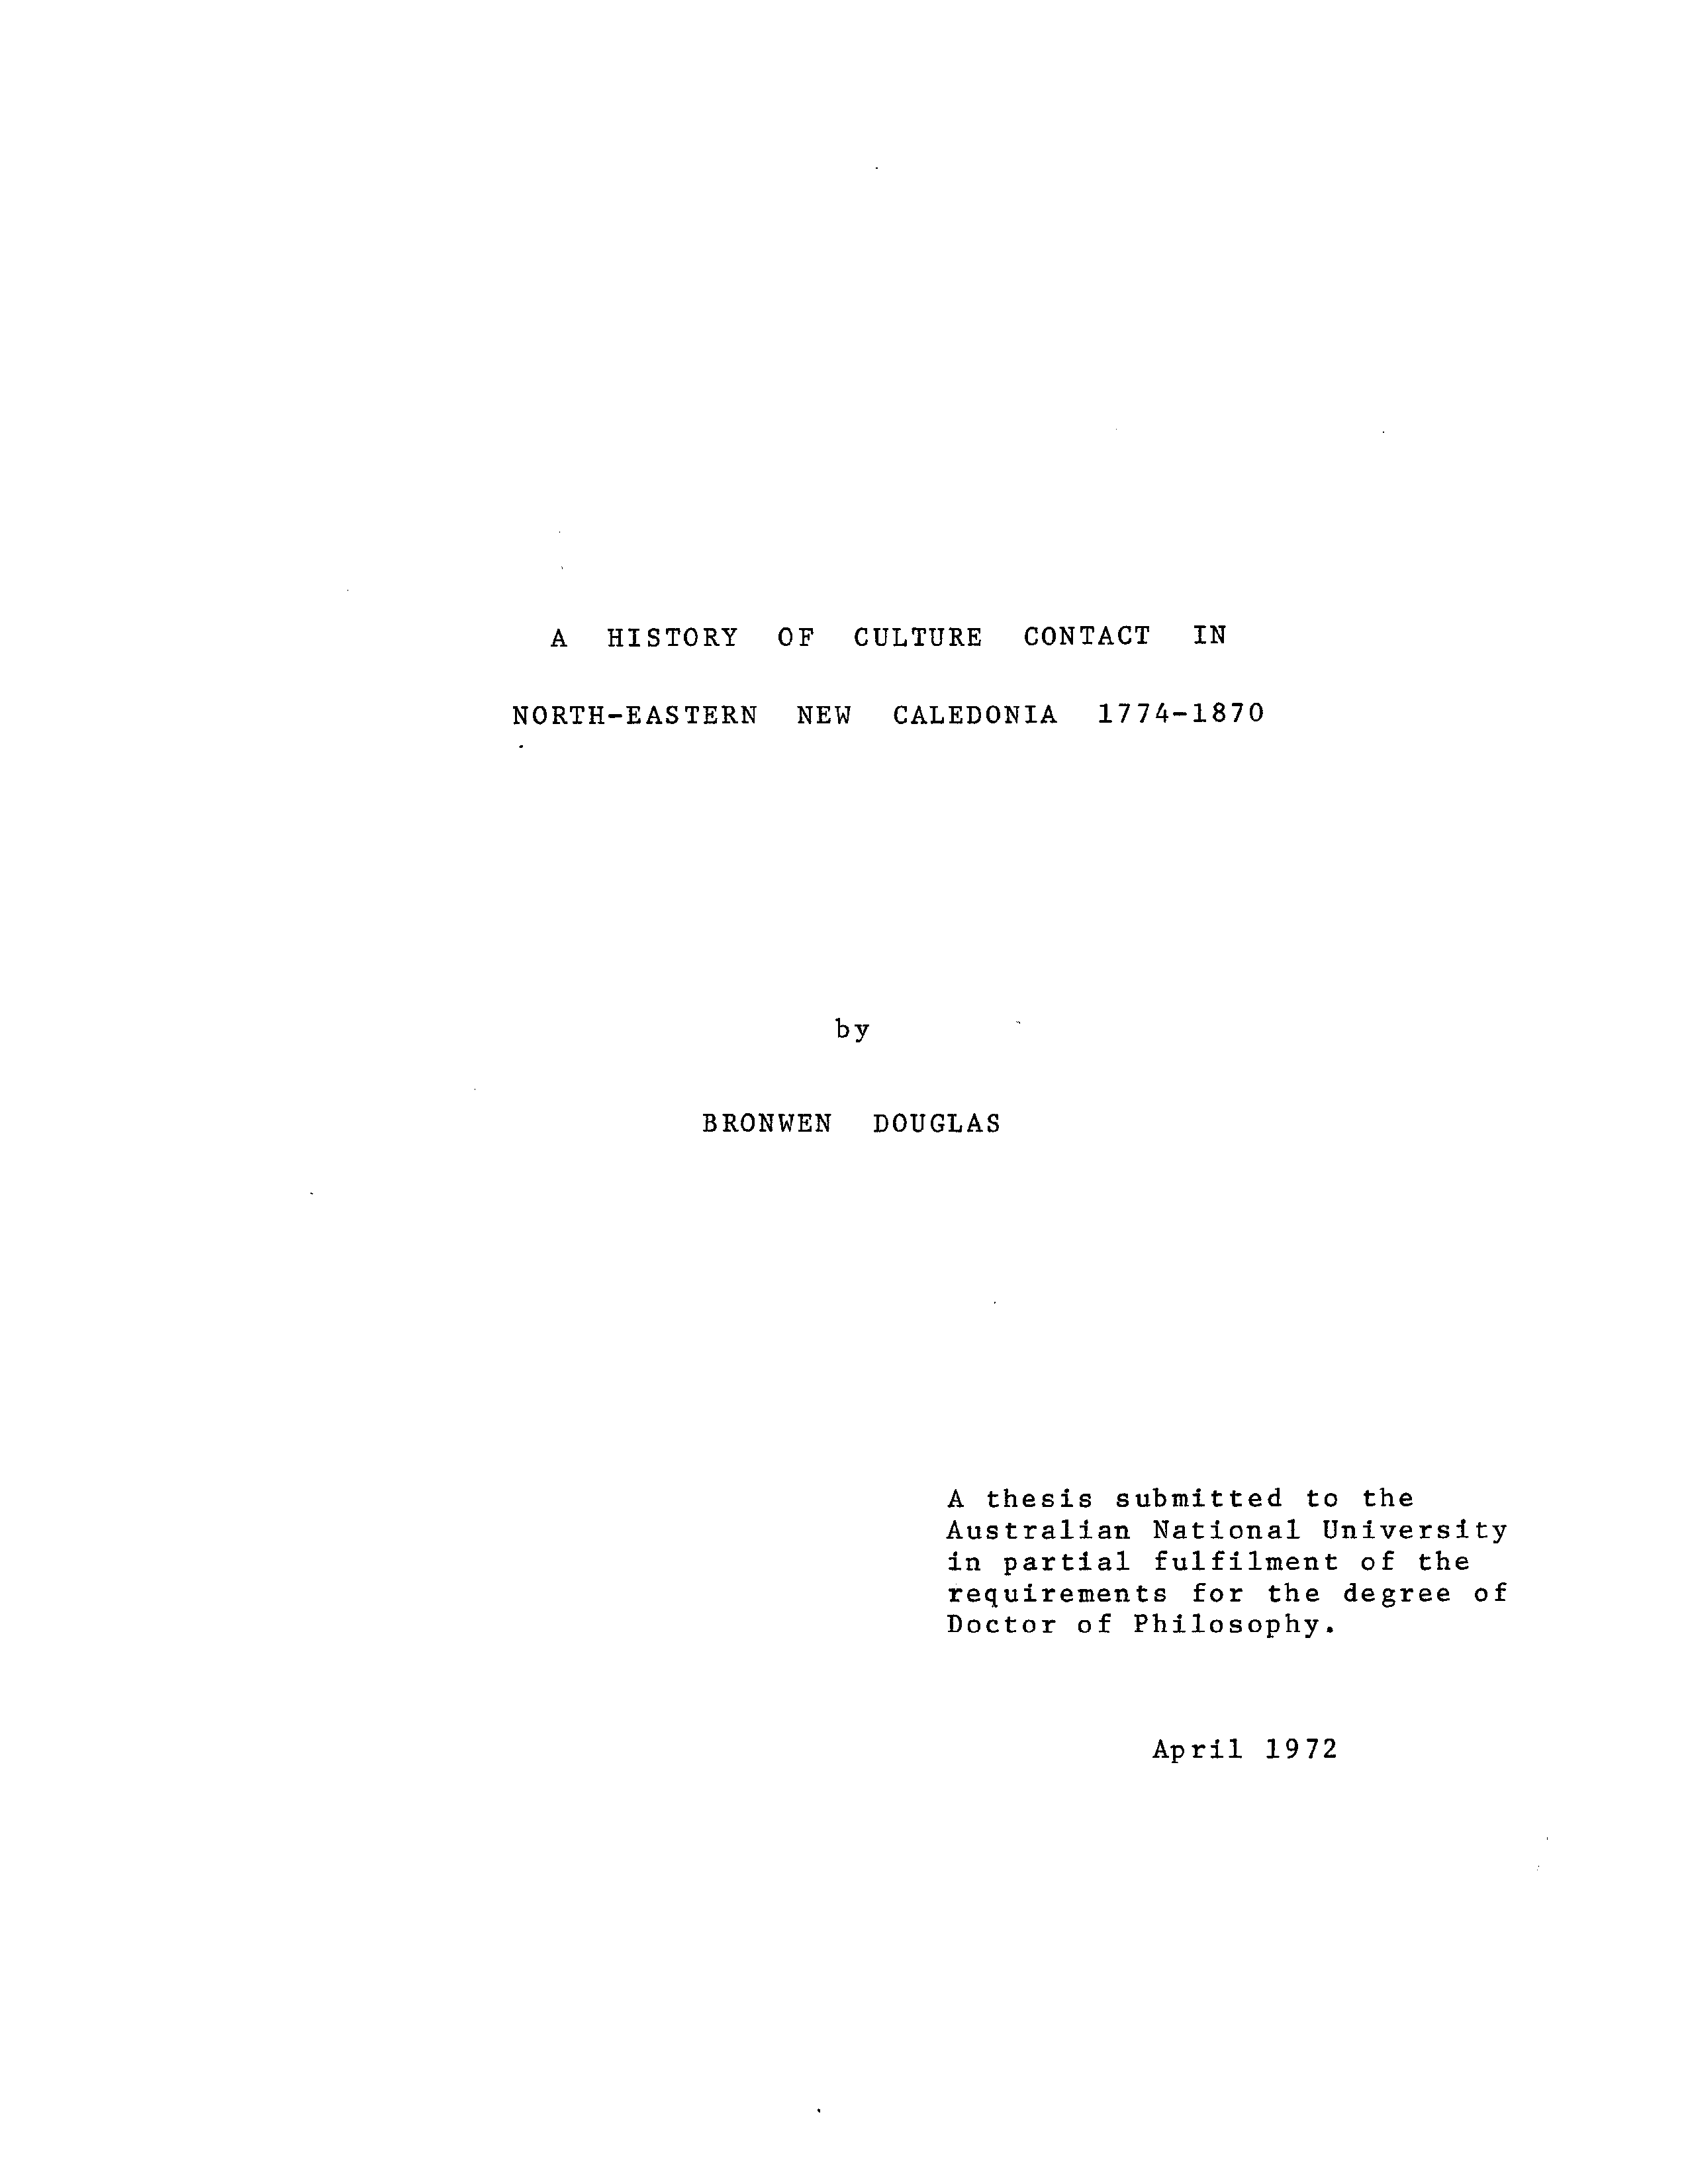 A HISTORY OF CULTURE CONTACT IN
NORTH-EASTERN NEW CALEDONIA 1774-1870
by
BRONWEN DOUGLAS
A thesis submitted to the
Australian National University
in partial fulfilment of the
requirements for the degree of
Doctor of Philosophy.
April 1972